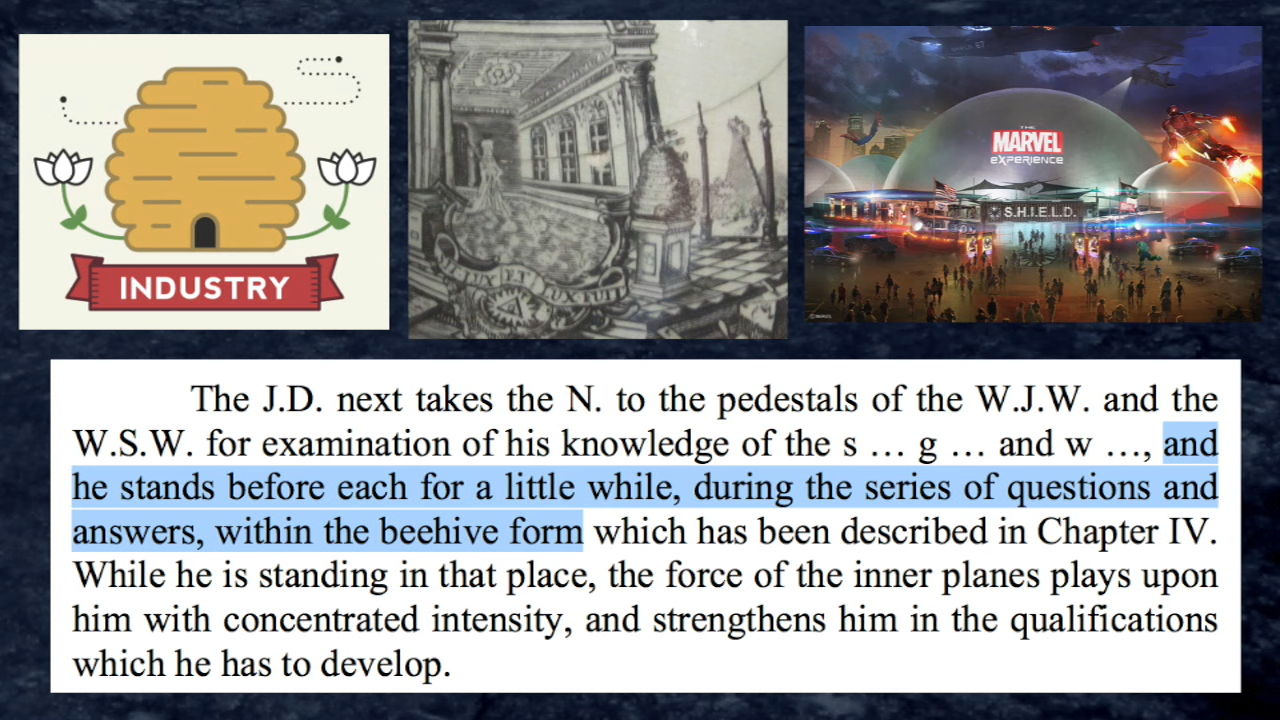 INDUSTRY
ET LUX FUIT
THE
MARVEL
EXPERIENCE
S.H.I.E.L.D.
The J.D. next takes the N. to the pedestals of the W.J.W. and the
W.S.W. for examination of his knowledge of the s … g … and w …, and
he stands before each for a little while, during the series of questions and
answers, within the beehive form which has been described in Chapter IV.
While he is standing in that place, the force of the inner planes plays upon
him with concentrated intensity, and strengthens him in the qualifications
which he has to develop.